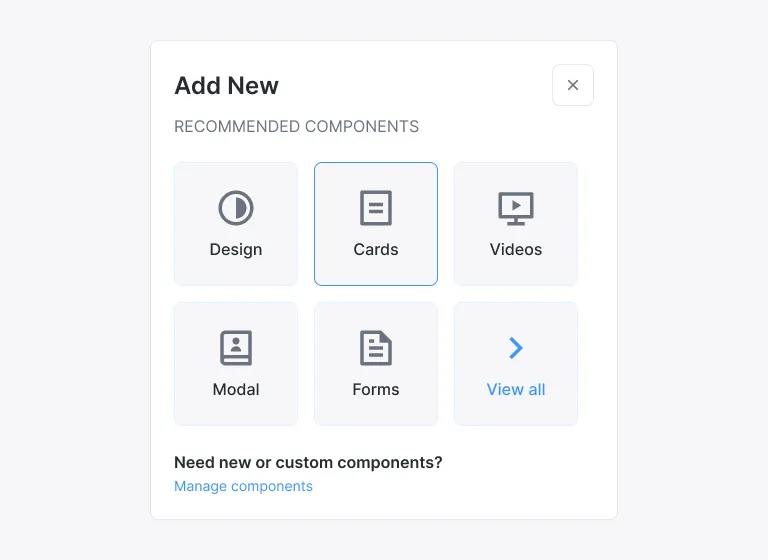 Add New
RECOMMENDED COMPONENTS
Design
Cards
Videos
Modal
Forms
View all
Need new or custom components?
Manage components